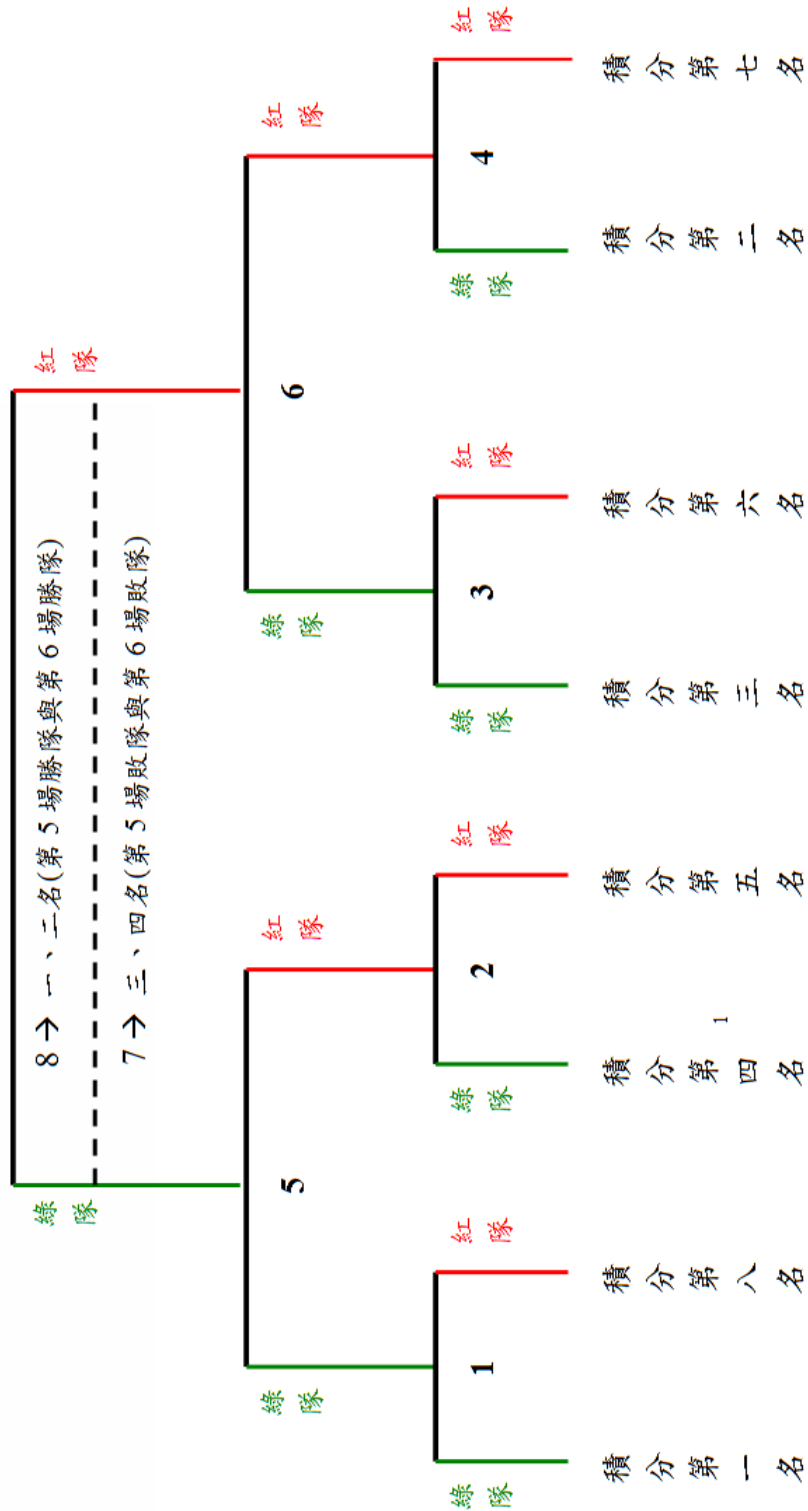 綠隊
紅隊
8→ 一、二名(第5場勝隊與第6場勝隊)
7→ 三、四名(第5場敗隊與第6場敗隊)
綠隊
紅隊
綠隊
紅隊
5
6
綠隊
紅隊
綠隊
紅隊
綠隊
紅隊
綠隊
紅隊
1
2
3
4
積分第一名
積分第八名
積分第四名
積分第五名
積分第三名
積分第六名
積分第二名
積分第七名
1